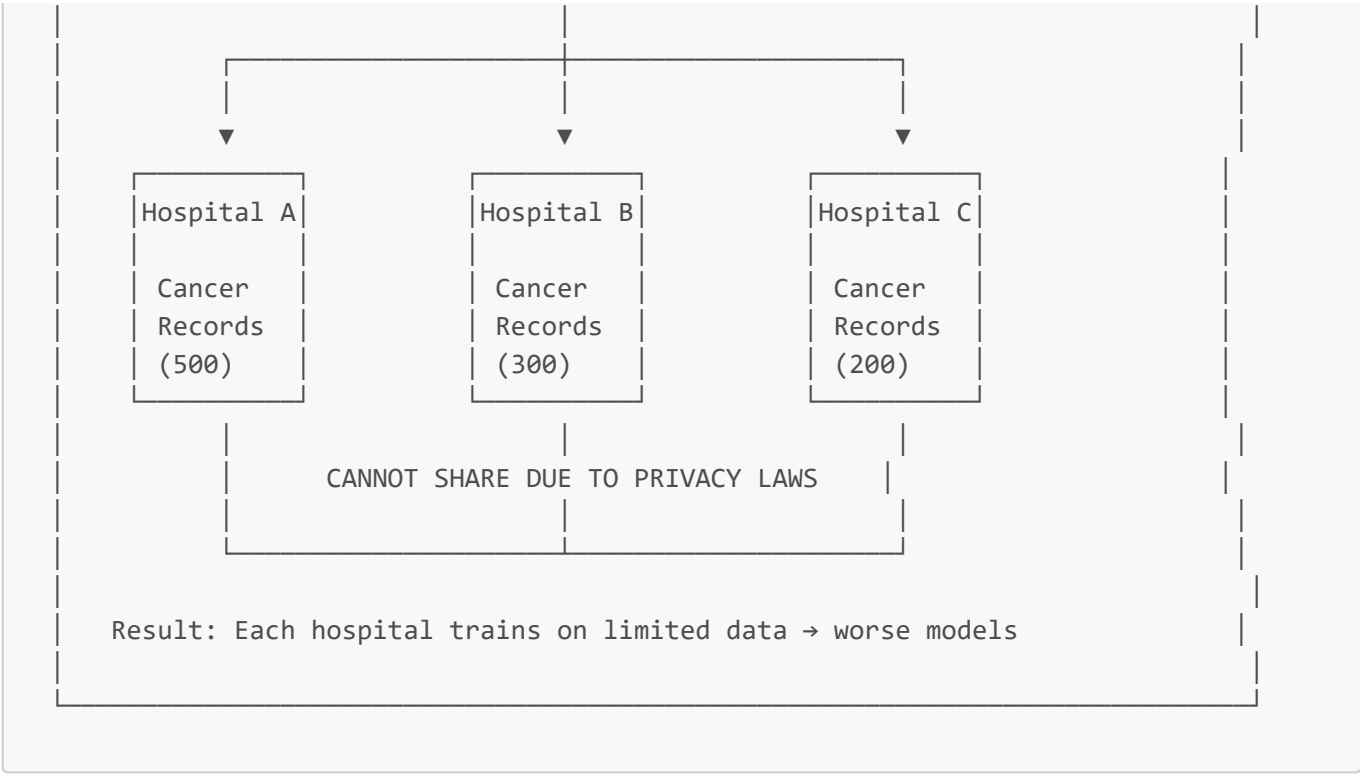 Hospital A Hospital B Hospital C
Cancer Cancer Cancer
Records Records Records
(500) (300) (200)
CANNOT SHARE DUE TO PRIVACY LAWS
Result: Each hospital trains on limited data → worse models